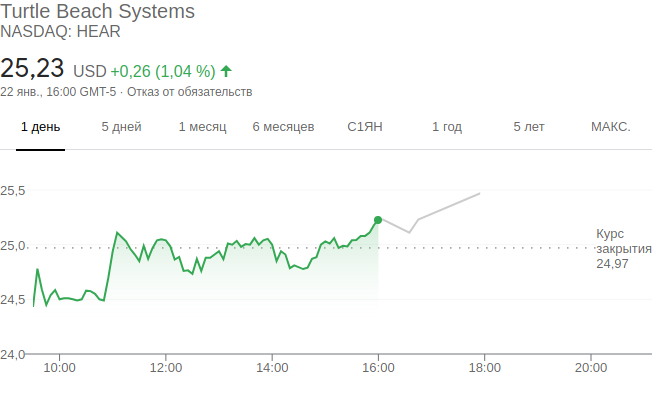 Turtle Beach Systems
NASDAQ: HEAR
25,23 USD +0,26 (1,04 %)
22 янв., 16:00 GMT-5 · Отказ от обязательств
1 день 5 дней 1 месяц 6 месяцев С1ЯН 1 год 5 лет МАКС.
25,5
25,0
24,5
24,0
Курс
закрытия
24,97
10:00 12:00 14:00 16:00 18:00 20:00